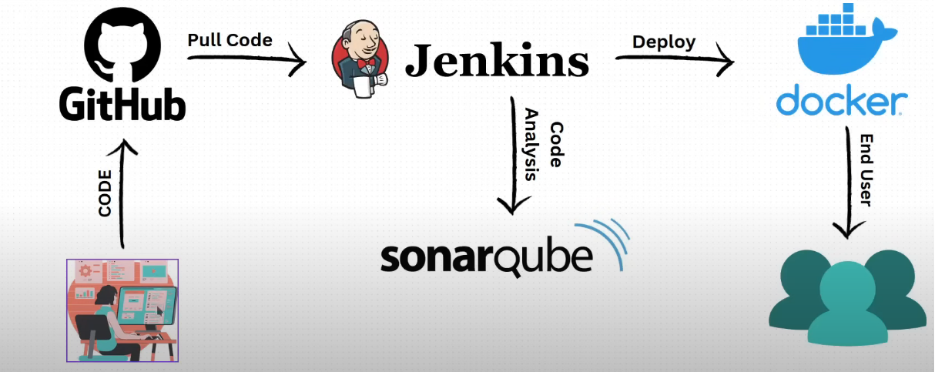 Pull Code
Jenkins
Deploy
GitHub
docker
CODE
Code
Analysis
End User
sonarqube